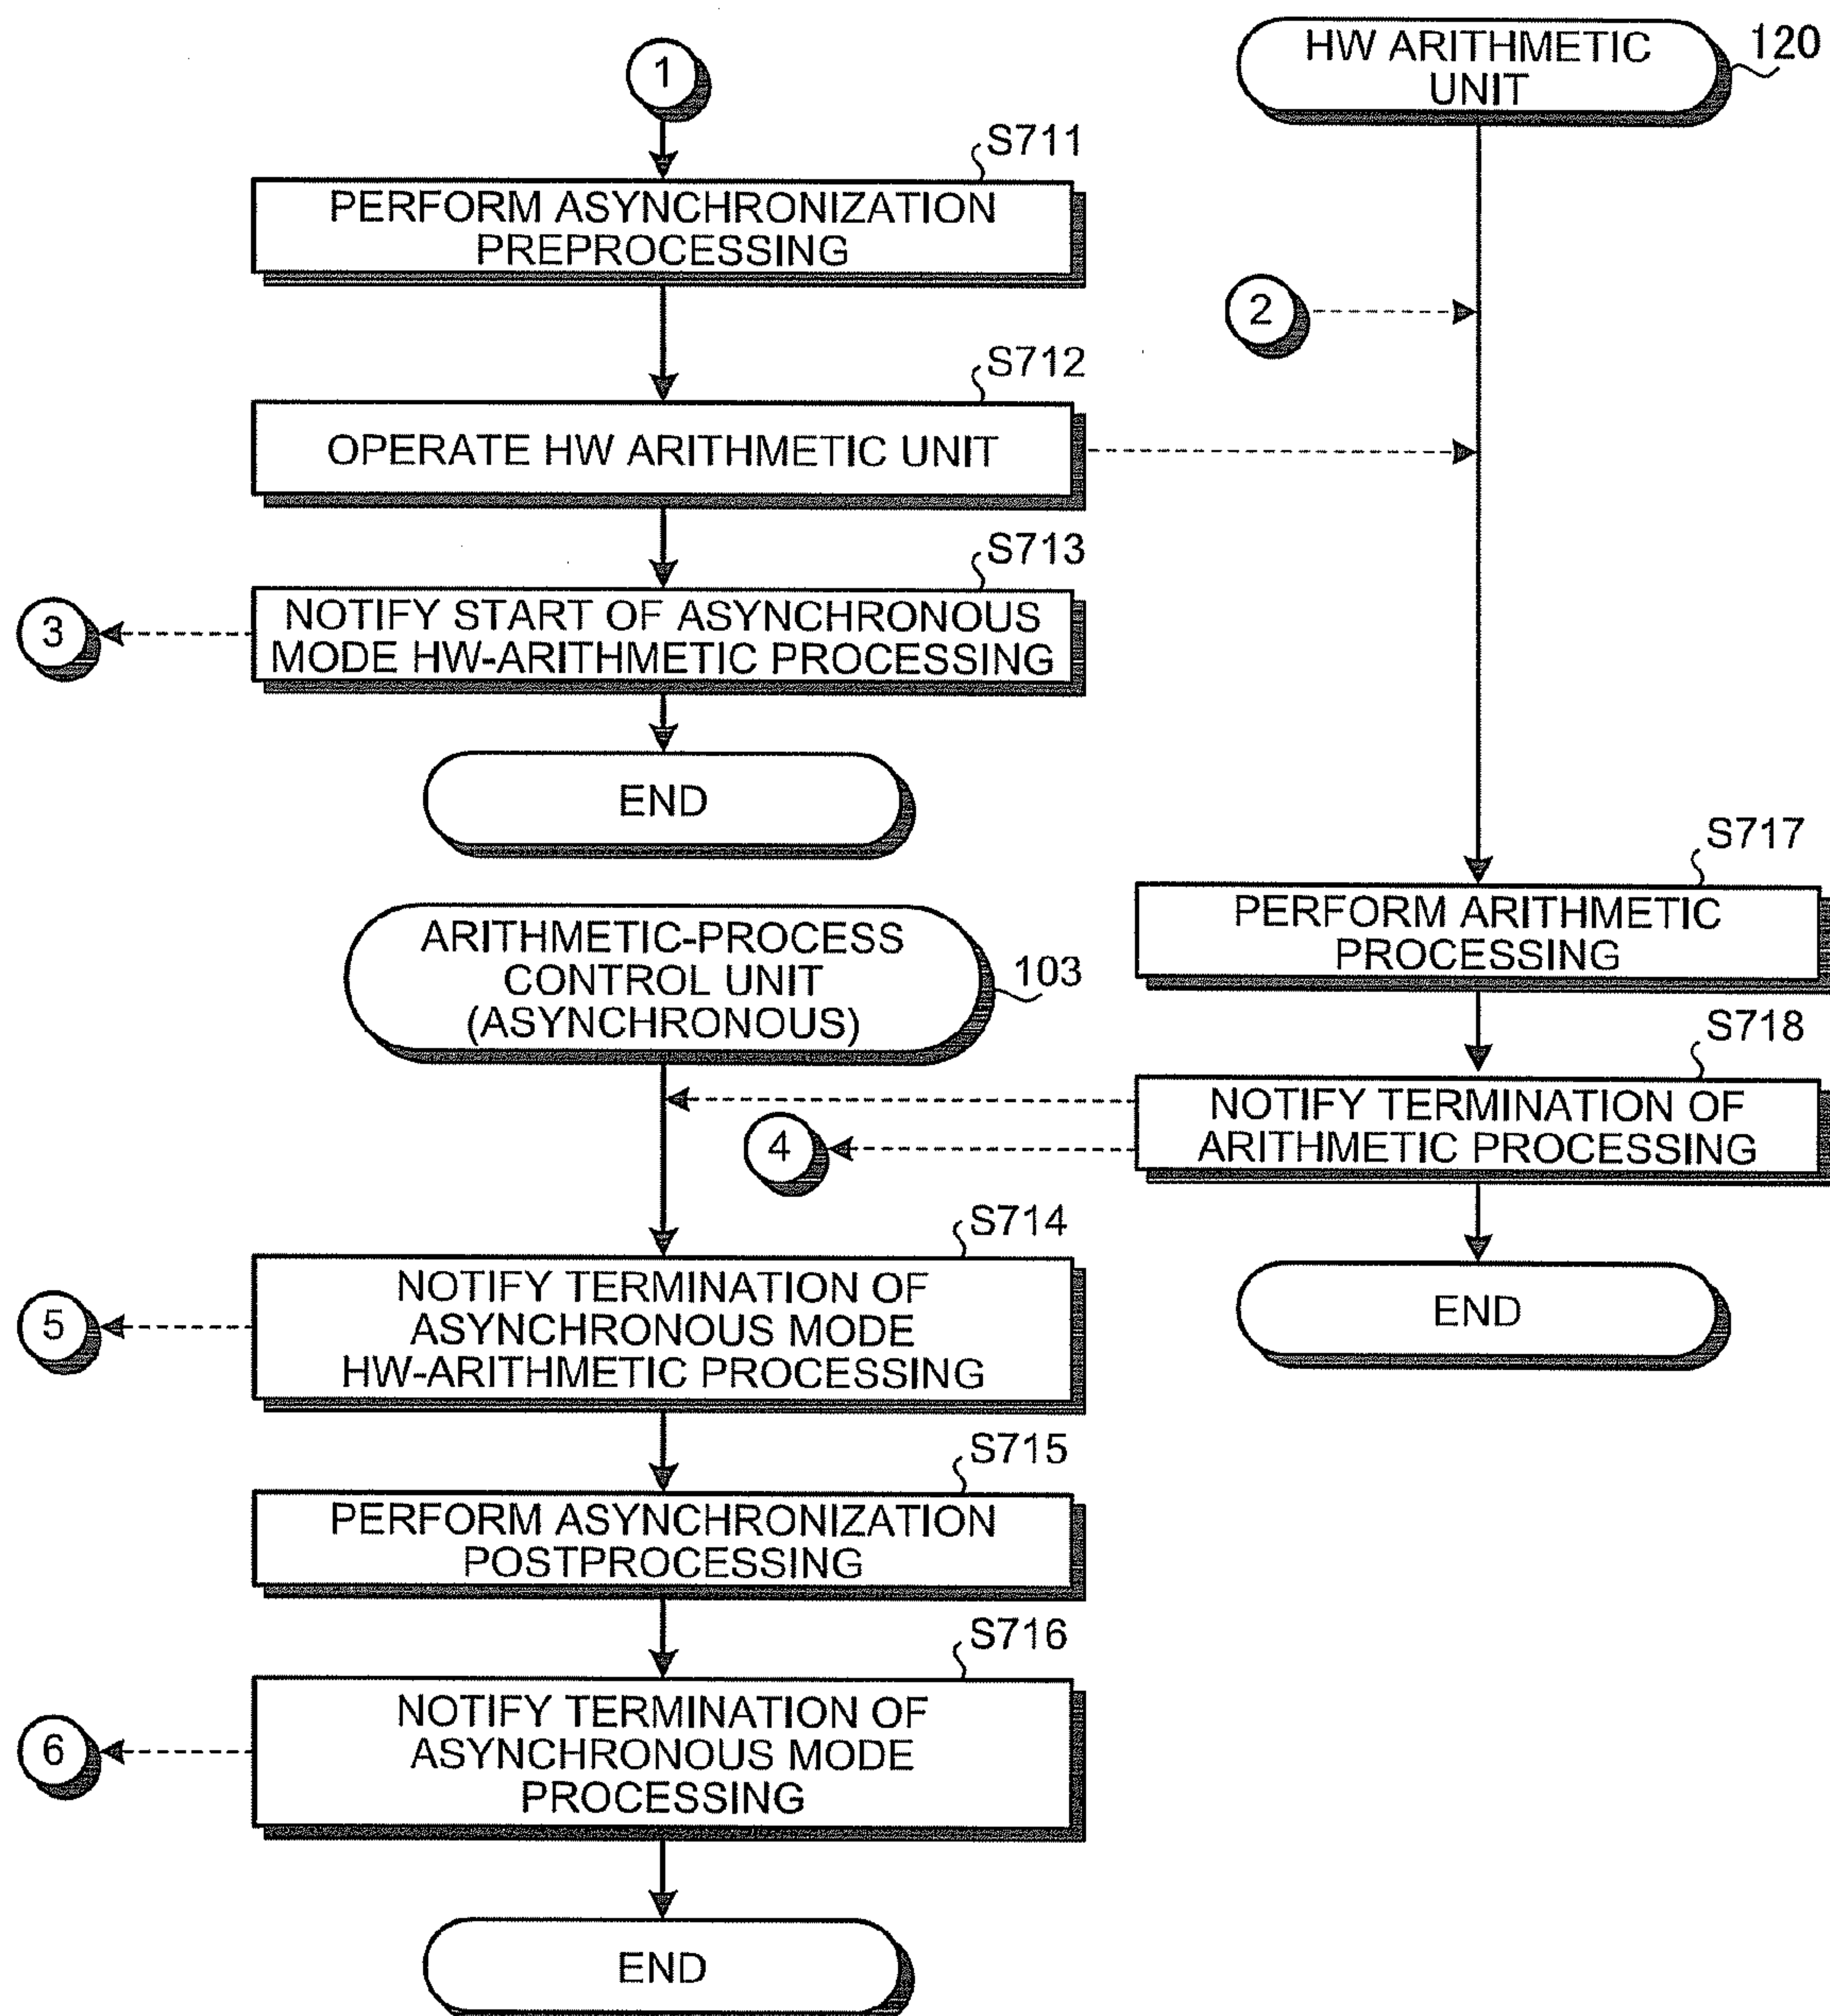 1
S711
PERFORM ASYNCHRONIZATION
PREPROCESSING
S712
OPERATE HW ARITHMETIC UNIT
S713
NOTIFY START OF ASYNCHRONOUS
MODE HW-ARITHMETIC PROCESSING
3
END
HW ARITHMETIC
UNIT
120
2
ARITHMETIC-PROCESS
CONTROL UNIT
(ASYNCHRONOUS)
103
S717
PERFORM ARITHMETIC
PROCESSING
S718
NOTIFY TERMINATION OF
ARITHMETIC PROCESSING
4
END
S714
NOTIFY TERMINATION OF
ASYNCHRONOUS MODE
HW-ARITHMETIC PROCESSING
5
S715
PERFORM ASYNCHRONIZATION
POSTPROCESSING
S716
NOTIFY TERMINATION OF
ASYNCHRONOUS MODE
PROCESSING
6
END